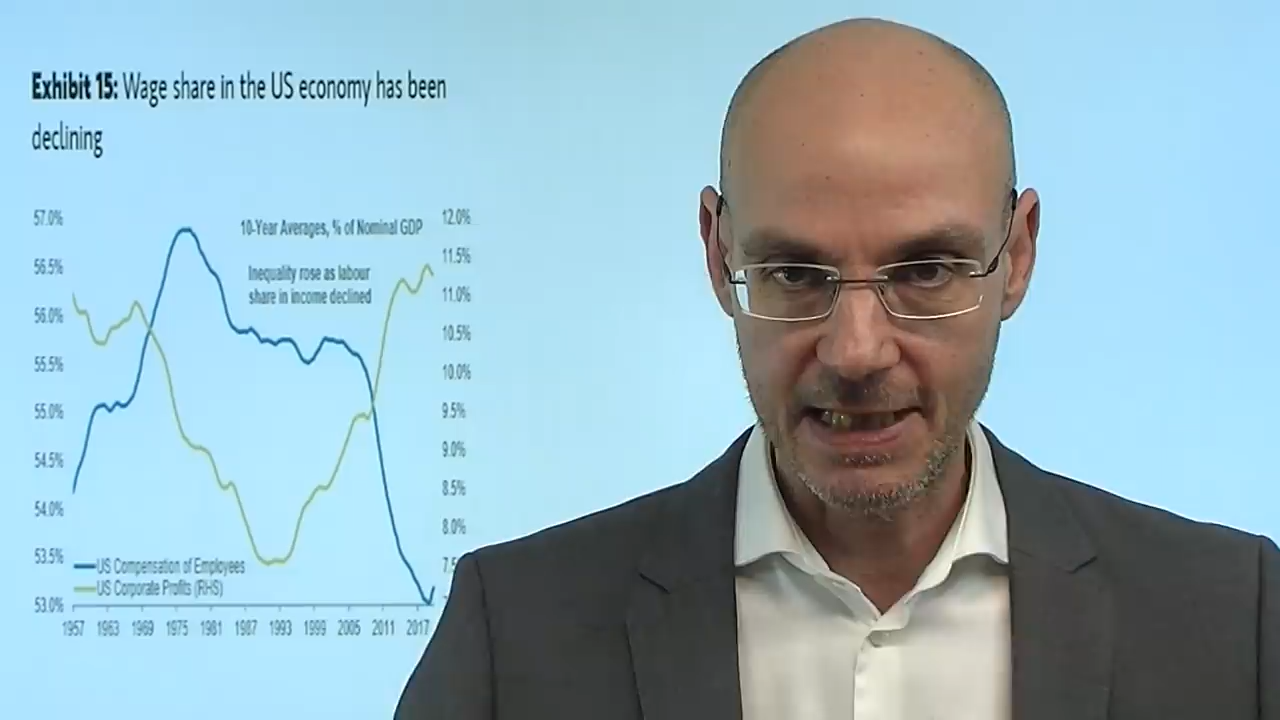 Exhibit 15: Wage share in the US economy has been
declining
57.0%
56.5%
56.0%
55.5%
55.0%
54.5%
54.0%
53.5%
53.0%
10-Year Averages, % of Nominal GDP
Inequality rose as labour
share in income declined
12.0%
11.5%
11.0%
10.5%
10.0%
9.5%
9.0%
8.5%
8.0%
US Compensation of Employees
US Corporate Profits (RHS)
1957 1963 1969 1975 1981 1987 1993 1999 2005 2011 2017